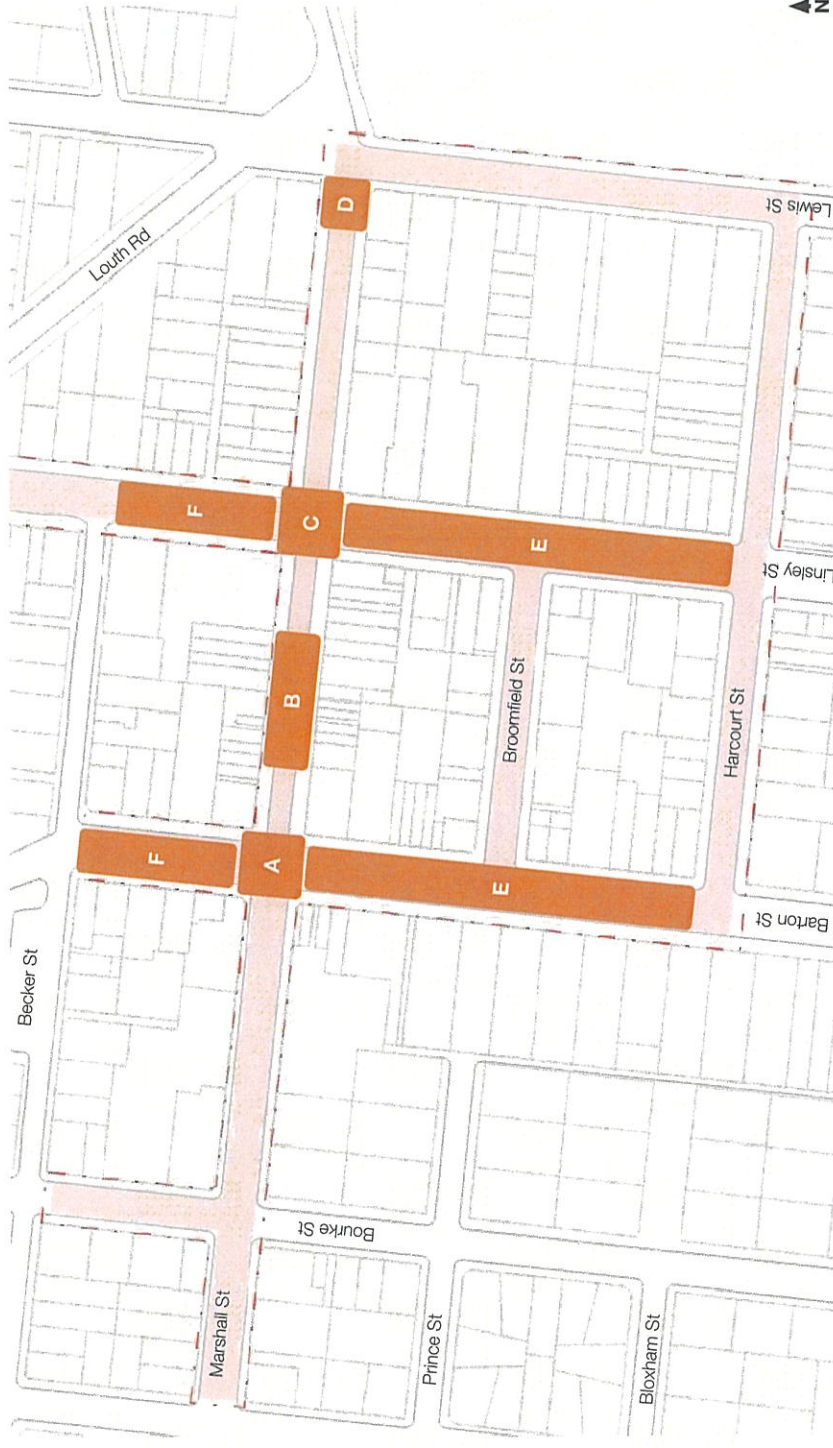 N
Louth Rd
D
Lewis St
F
C
E
Linsley St
B
Broomfield St
Harcourt St
F
A
E
Barton St
Becker St
Bourke St
Marshall St
Prince St
Bloxham St